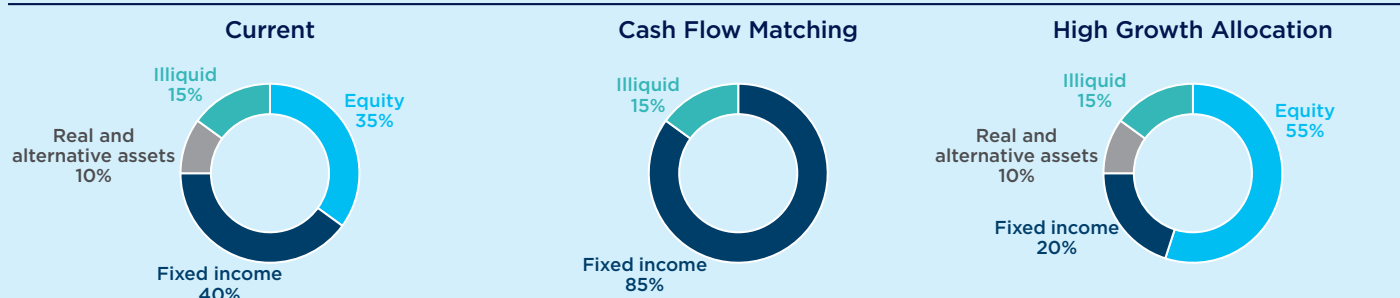 Current
Illiquid
15%
Equity
35%
Real and
alternative assets
10%
Fixed income
40%
Cash Flow Matching
Illiquid
15%
Fixed income
85%
High Growth Allocation
Illiquid
15%
Equity
55%
Real and
alternative assets
10%
Fixed income
20%